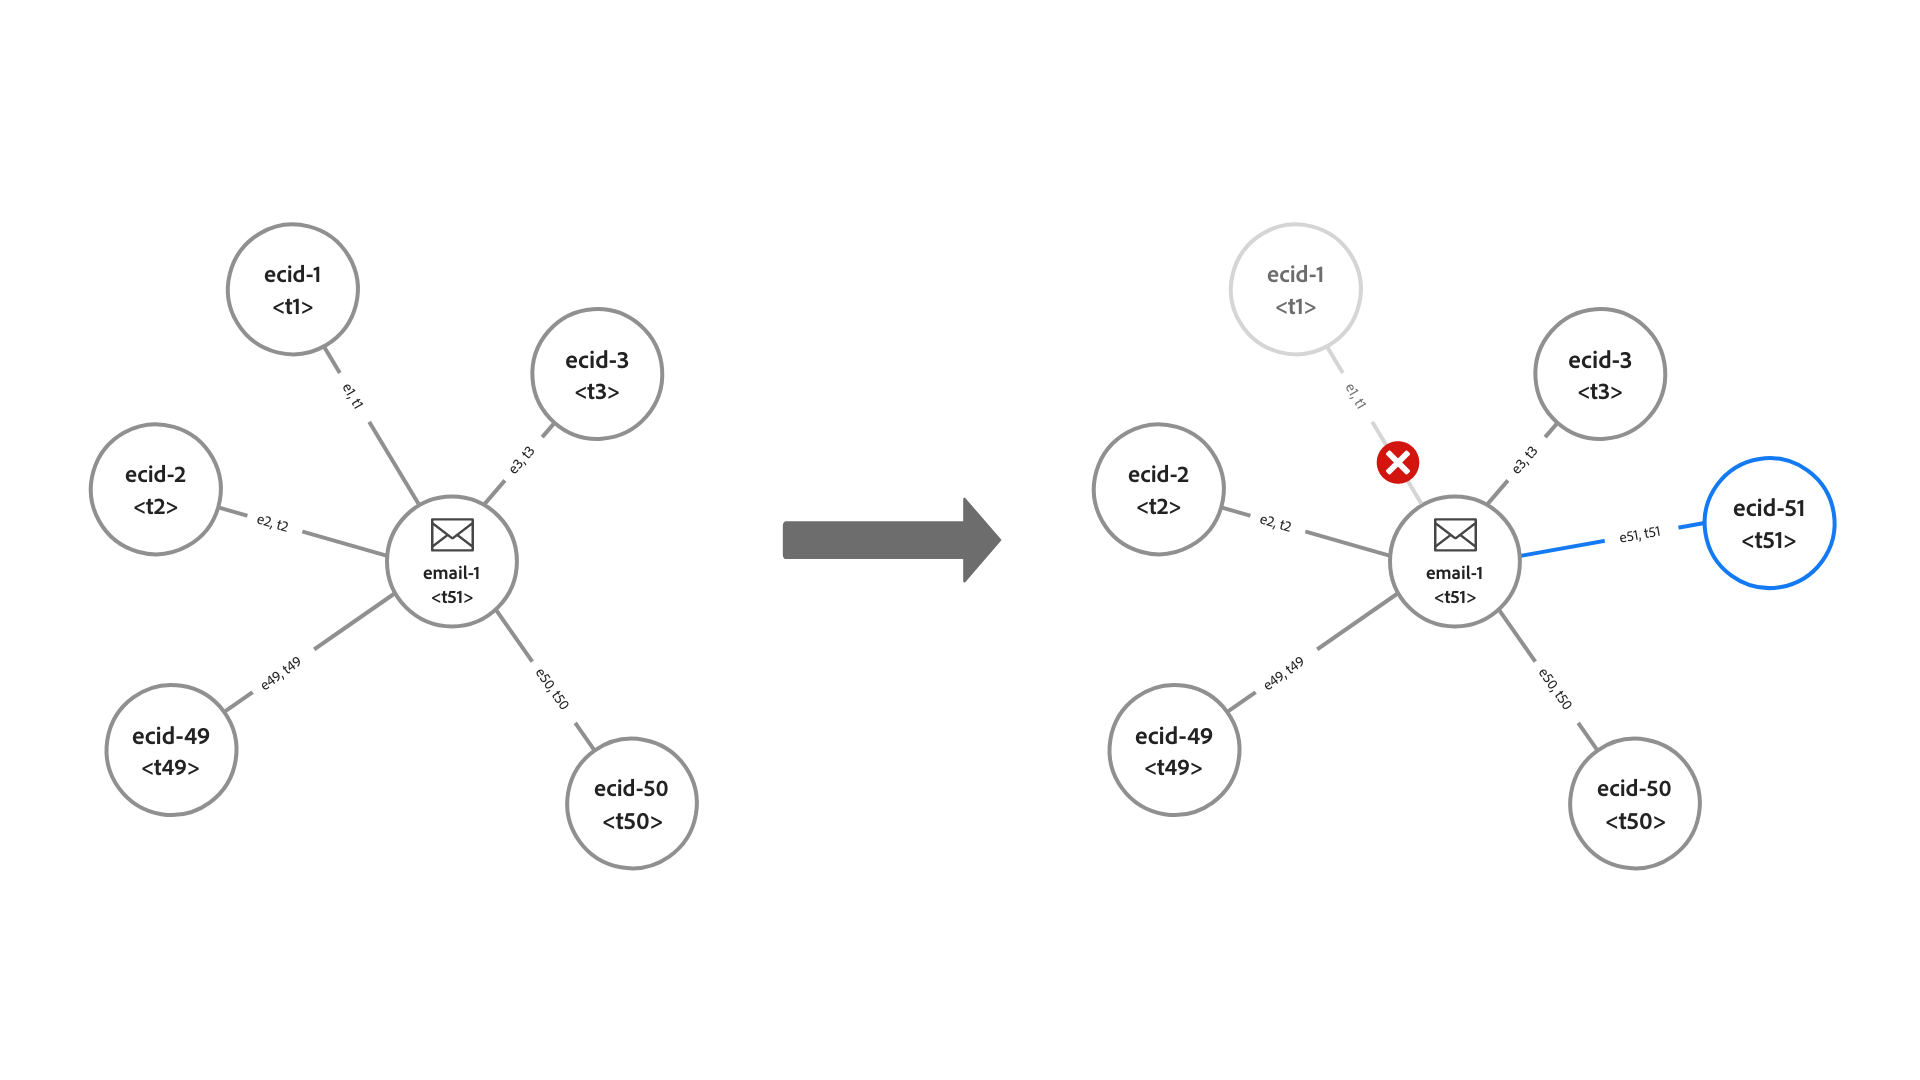 ecid-1
<t1>
ecid-3
<t3>
e1, t1
ecid-2
<t2>
e3, t3
e2, t2
email-1
<t51>
e49, t49
e50, t50
ecid-49
<t49>
ecid-50
<t50>
ecid-1
<t1>
ecid-3
<t3>
e1, t1
ecid-2
<t2>
e3, t3
ecid-51
<t51>
e2, t2
e51, t51
email-1
<t51>
e49, t49
e50, t50
ecid-49
<t49>
ecid-50
<t50>